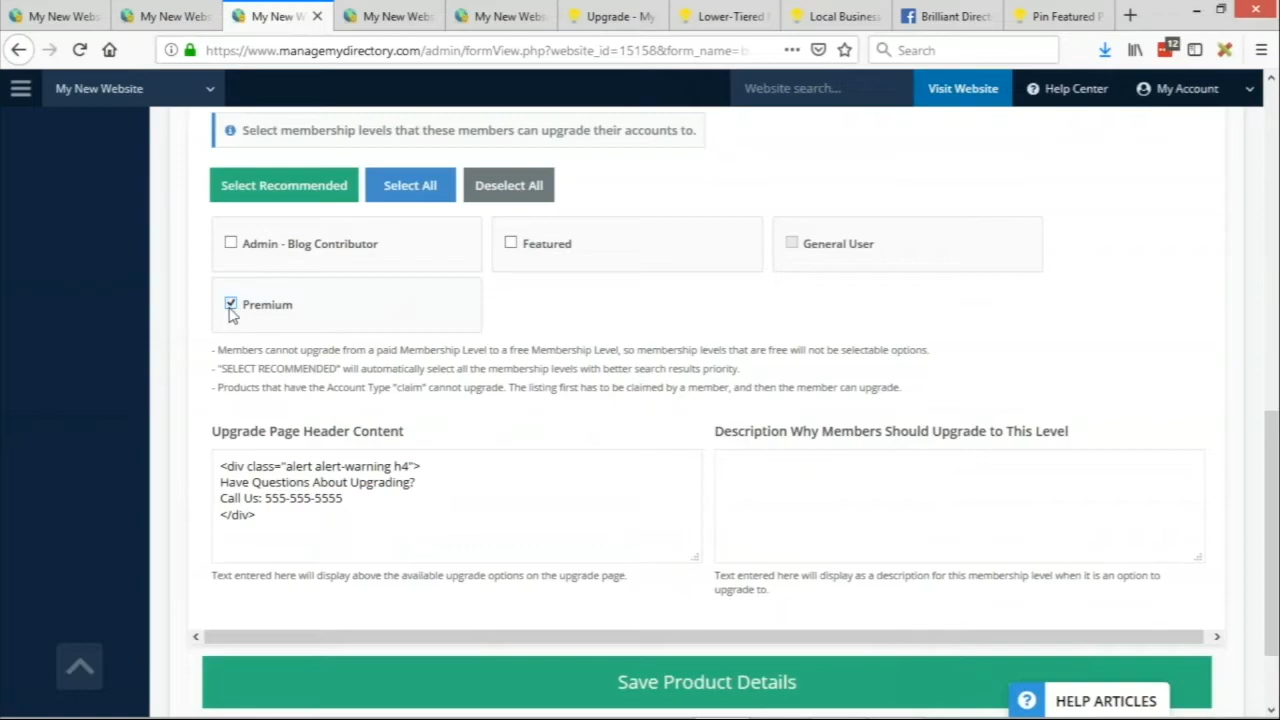 My New Webs
My New Webs
My New W
My New Webs
My New Webs
Upgrade - My
Lower-Tiered
Local Business
Brilliant Direct
Pin Featured P
https://www.managemydirectory.com/admin/formView.php?website_id=15158&form_name=b
Search
12
My New Website
Website search...
Visit Website
Help Center
My Account
Select membership levels that these members can upgrade their accounts to.
Select Recommended
Select All
Deselect All
Admin - Blog Contributor
Featured
General User
Premium
- Members cannot upgrade from a paid Membership Level to a free Membership Level, so membership levels that are free will not be selectable options.
- "SELECT RECOMMENDED" will automatically select all the membership levels with better search results priority.
- Products that have the Account Type "claim" cannot upgrade. The listing first has to be claimed by a member, and then the member can upgrade.
Upgrade Page Header Content
Description Why Members Should Upgrade to This Level
<div class="alert alert-warning h4">
Have Questions About Upgrading?
Call Us: 555-555-5555
</div>
Text entered here will display above the available upgrade options on the upgrade page.
Text entered here will display as a description for this membership level when it is an option to
upgrade to.
Save Product Details
HELP ARTICLES